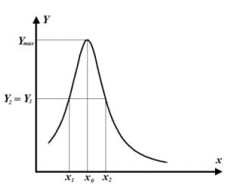 Y
Ymax
Y₂ = Y₁
x
x₁ x₀ x₂